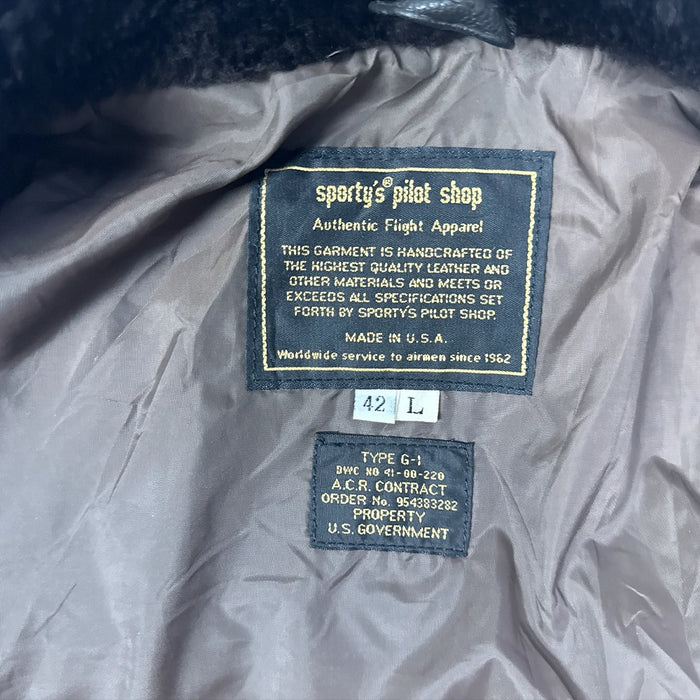 sporty's® pilot shop
Authentic Flight Apparel
THIS GARMENT IS HANDCRAFTED OF
THE HIGHEST QUALITY LEATHER AND
OTHER MATERIALS AND MEETS OR
EXCEEDS ALL SPECIFICATIONS SET
FORTH BY SPORTY'S PILOT SHOP.
MADE IN U.S.A.
Worldwide service to airmen since 1962
42 L
TYPE G-1
DWC NO 41-00-220
A.C.R. CONTRACT
ORDER No. 954383282
PROPERTY
U.S. GOVERNMENT